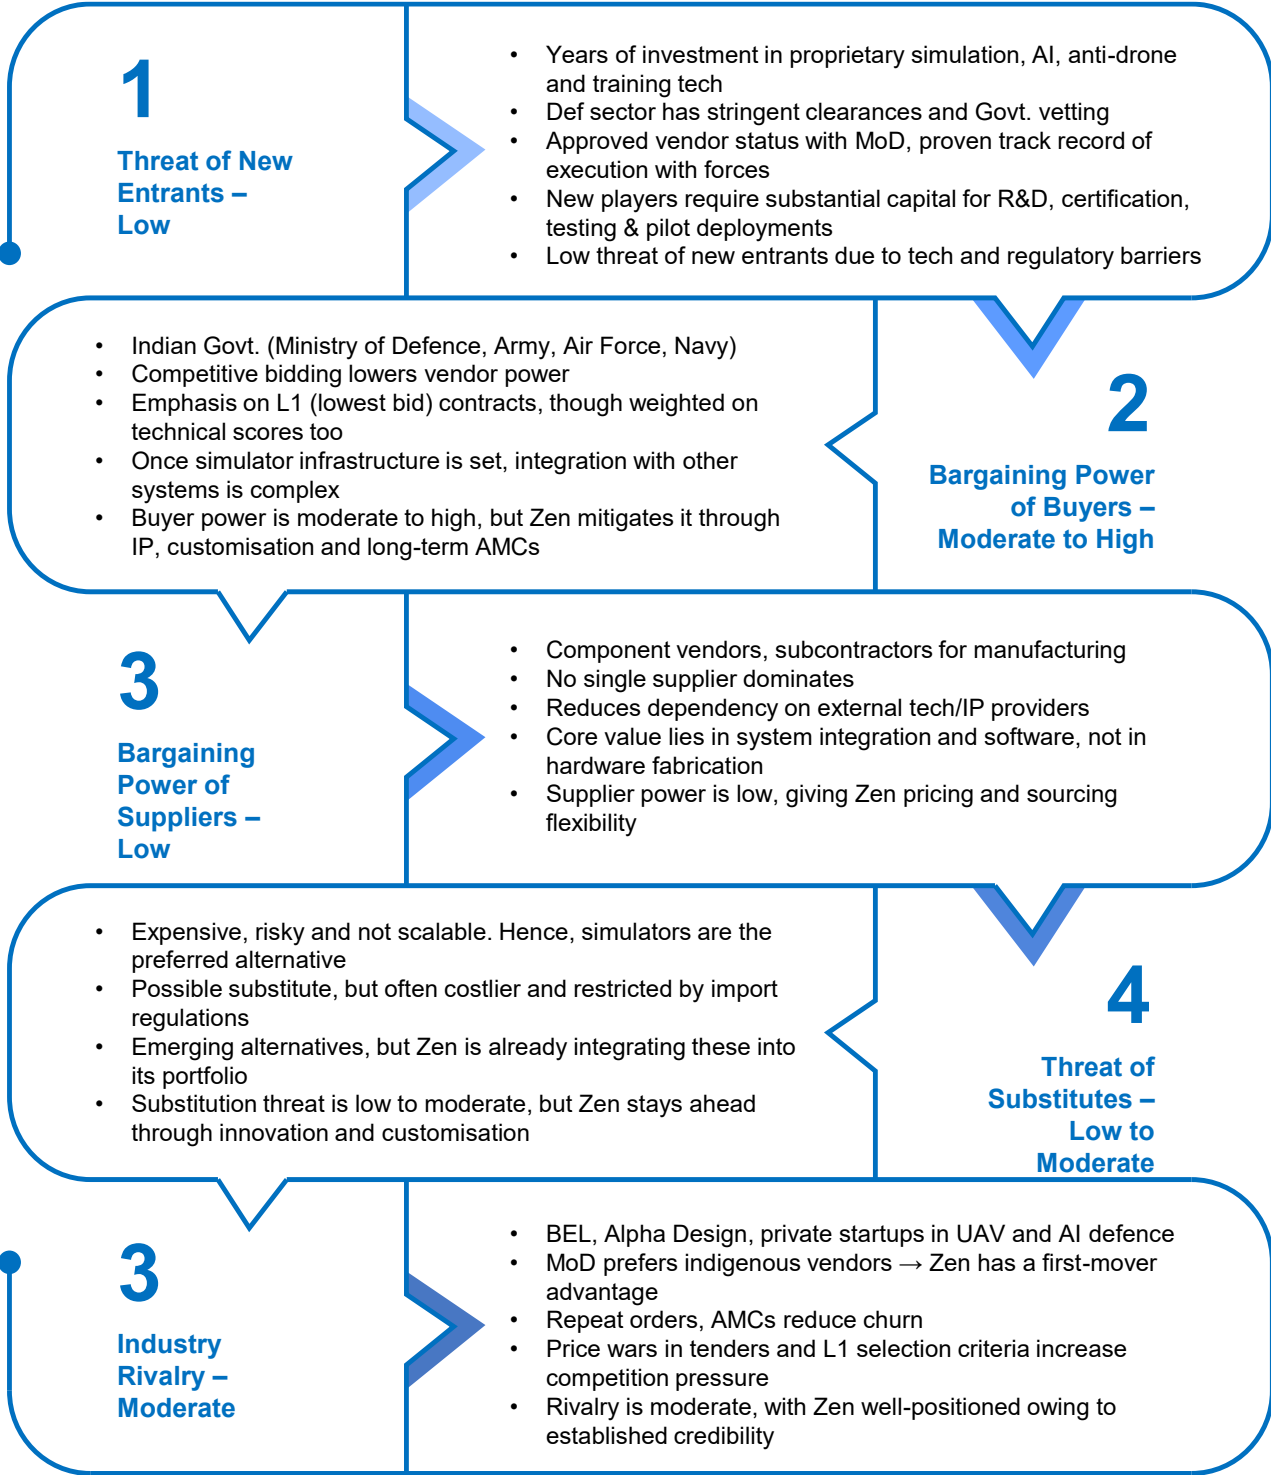 1
Threat of New
Entrants –
Low
• Years of investment in proprietary simulation, AI, anti-drone
and training tech
• Def sector has stringent clearances and Govt. vetting
• Approved vendor status with MoD, proven track record of
execution with forces
• New players require substantial capital for R&D, certification,
testing & pilot deployments
• Low threat of new entrants due to tech and regulatory barriers
• Indian Govt. (Ministry of Defence, Army, Air Force, Navy)
• Competitive bidding lowers vendor power
• Emphasis on L1 (lowest bid) contracts, though weighted on
technical scores too
• Once simulator infrastructure is set, integration with other
systems is complex
• Buyer power is moderate to high, but Zen mitigates it through
IP, customisation and long-term AMCs
2
Bargaining Power
of Buyers –
Moderate to High
3
Bargaining
Power of
Suppliers –
Low
• Component vendors, subcontractors for manufacturing
• No single supplier dominates
• Reduces dependency on external tech/IP providers
• Core value lies in system integration and software, not in
hardware fabrication
• Supplier power is low, giving Zen pricing and sourcing
flexibility
• Expensive, risky and not scalable. Hence, simulators are the
preferred alternative
• Possible substitute, but often costlier and restricted by import
regulations
• Emerging alternatives, but Zen is already integrating these into
its portfolio
• Substitution threat is low to moderate, but Zen stays ahead
through innovation and customisation
4
Threat of
Substitutes –
Low to
Moderate
3
Industry
Rivalry –
Moderate
• BEL, Alpha Design, private startups in UAV and AI defence
• MoD prefers indigenous vendors → Zen has a first-mover
advantage
• Repeat orders, AMCs reduce churn
• Price wars in tenders and L1 selection criteria increase
competition pressure
• Rivalry is moderate, with Zen well-positioned owing to
established credibility